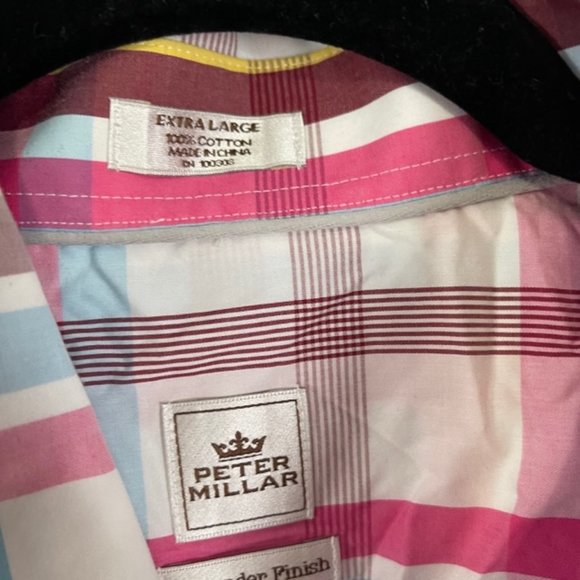 EXTRA LARGE
100% COTTON
MADE IN CHINA
PETER
MILLAR
Finish